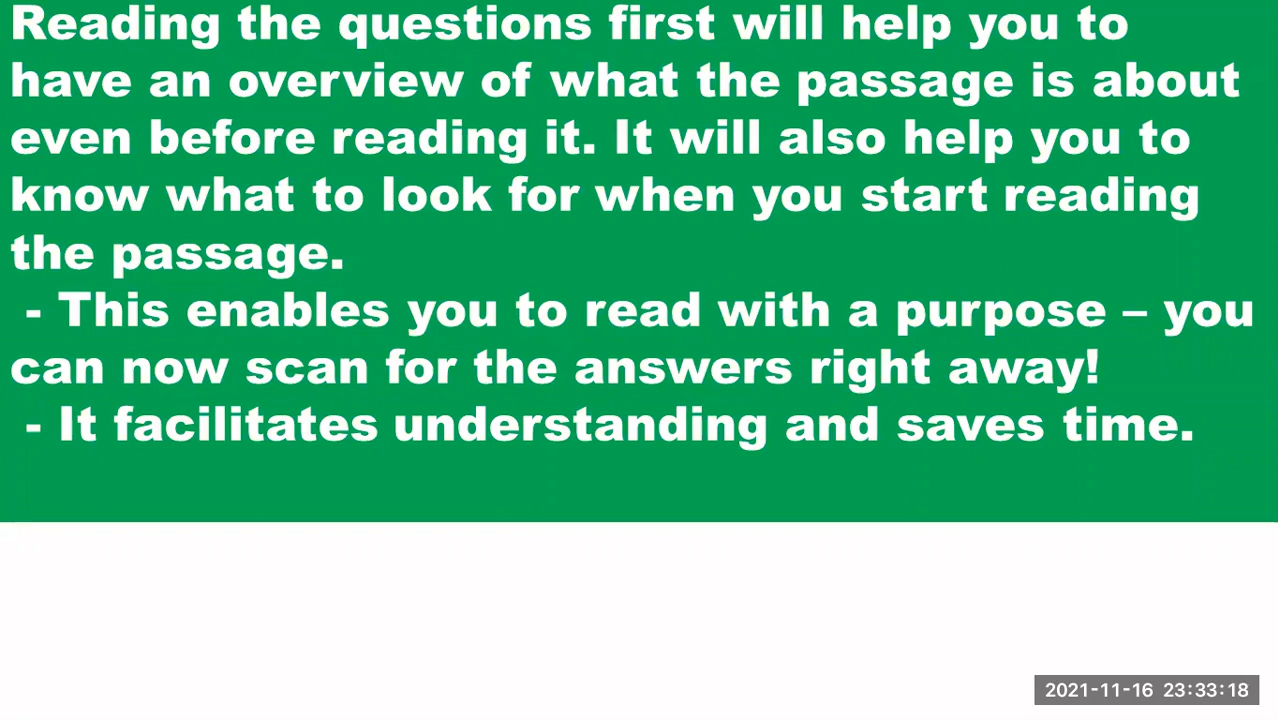 Reading the questions first will help you to
have an overview of what the passage is about
even before reading it. It will also help you to
know what to look for when you start reading
the passage.
- This enables you to read with a purpose – you
can now scan for the answers right away!
- It facilitates understanding and saves time.
2021-11-16 23:33:18